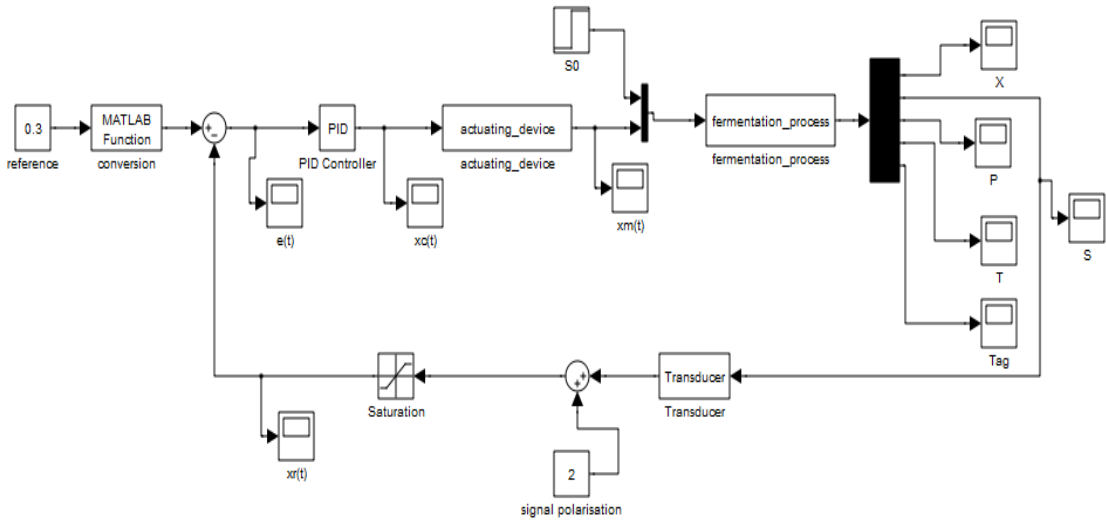 S0
X
0.3
reference
MATLAB
Function
conversion
+
−
PID
PID Controller
actuating_device
actuating_device
fermentation_process
fermentation_process
P
e(t)
xc(t)
xm(t)
T
S
Tag
Saturation
+
+
Transducer
Transducer
xr(t)
2
signal polarisation